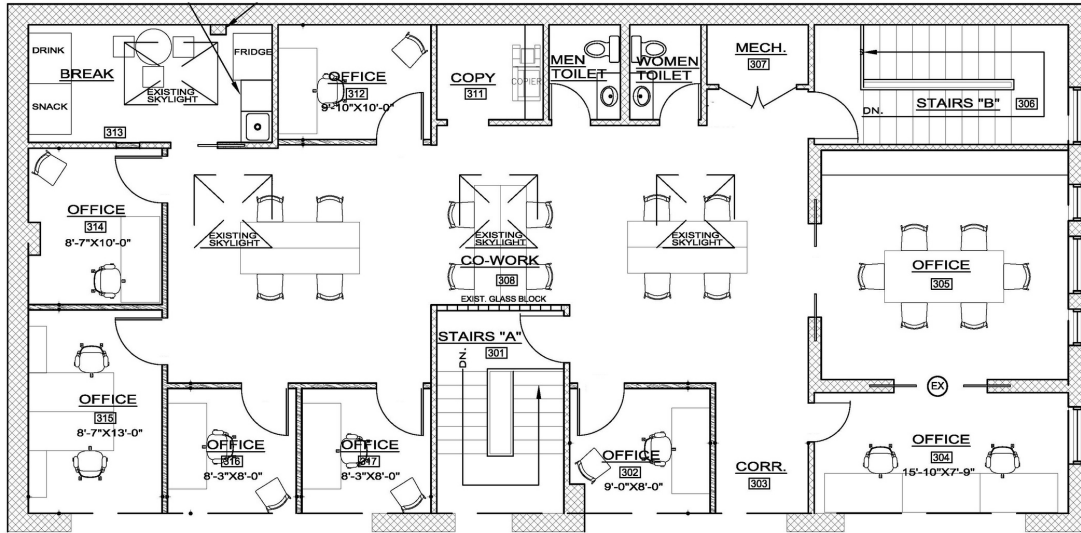 DRINK
BREAK
SNACK
EXISTING
SKYLIGHT
FRIDGE
313
OFFICE
312
9'-10"X10'-0"
COPY
311
COPIER
MEN
TOILET
WOMEN
TOILET
MECH.
307
DN.
STAIRS "B"
306
OFFICE
314
8'-7"X10'-0"
EXISTING
SKYLIGHT
EXISTING
SKYLIGHT
CO-WORK
308
EXIST. GLASS BLOCK
EXISTING
SKYLIGHT
OFFICE
305
STAIRS "A"
301
DN.
OFFICE
315
8'-7"X13'-0"
OFFICE
316
8'-3"X8'-0"
OFFICE
317
8'-3"X8'-0"
OFFICE
302
9'-0"X8'-0"
CORR.
303
EX
OFFICE
304
15'-10"X7'-9"